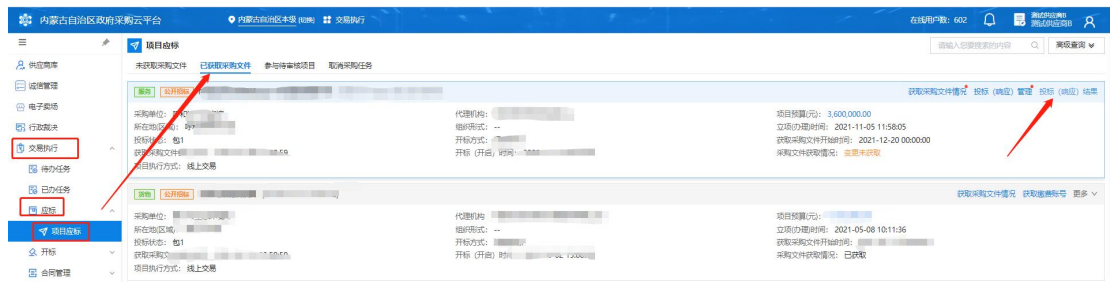 内蒙古自治区政府采购云平台 内蒙古自治区本级 [切换] 交易执行 在线用户数: 602 测试供应商B
测试供应商B
项目应标 请输入您要搜索的内容 高级查询
供应商库 未获取采购文件 已获取采购文件 参与待审核项目 取消采购任务
诚信管理 服务 公开招标 获取采购文件情况 投标 (响应) 管理 投标 (响应) 结果
电子卖场 采购单位: 代理机构: 项目预算(元): 3,600,000.00
行政裁决 所在地(区域): 组织形式: -- 立项(办理)时间: 2021-11-05 11:58:05
投标状态: 包1 开标方式: 获取采购文件开始时间: 2021-12-20 00:00:00
交易执行 获取采购文件 开标 (开启) 时间: 采购文件获取情况: 变更未获取
待办任务 项目执行方式: 线上交易
已办任务 货物 公开招标 获取采购文件情况 获取缴费账号 更多
应标 采购单位: 代理机构: 项目预算(元):
项目应标 所在地(区域) 组织形式: -- 立项(办理)时间: 2021-05-08 10:11:36
投标状态: 包1 开标方式: 获取采购文件开始时间:
开标 获取采购文 开标 (开启) 时 采购文件获取情况: 已获取
合同管理 项目执行方式: 线上交易